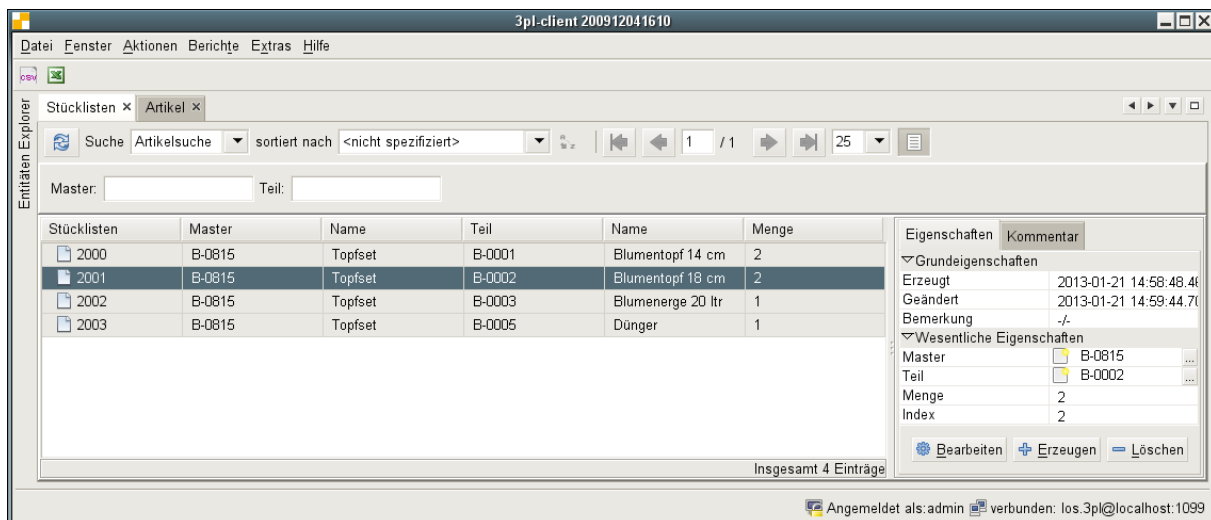 3pl-client 200912041610
Datei Fenster Aktionen Berichte Extras Hilfe
CSV
Entitäten Explorer
Stücklisten Artikel
Suche Artikelsuche sortiert nach <nicht spezifiziert> 1 / 1 25
Master: Teil:
Stücklisten Master Name Teil Name Menge
2000 B-0815 Topfset B-0001 Blumentopf 14 cm 2
2001 B-0815 Topfset B-0002 Blumentopf 18 cm 2
2002 B-0815 Topfset B-0003 Blumenerge 20 ltr 1
2003 B-0815 Topfset B-0005 Dünger 1
Insgesamt 4 Einträge
Eigenschaften Kommentar
Grundeigenschaften
Erzeugt 2013-01-21 14:58:48.4
Geändert 2013-01-21 14:59:44.7
Bemerkung -/-
Wesentliche Eigenschaften
Master B-0815 ...
Teil B-0002 ...
Menge 2
Index 2
Bearbeiten Erzeugen Löschen
Angemeldet als:admin verbunden: los.3pl@localhost:1099